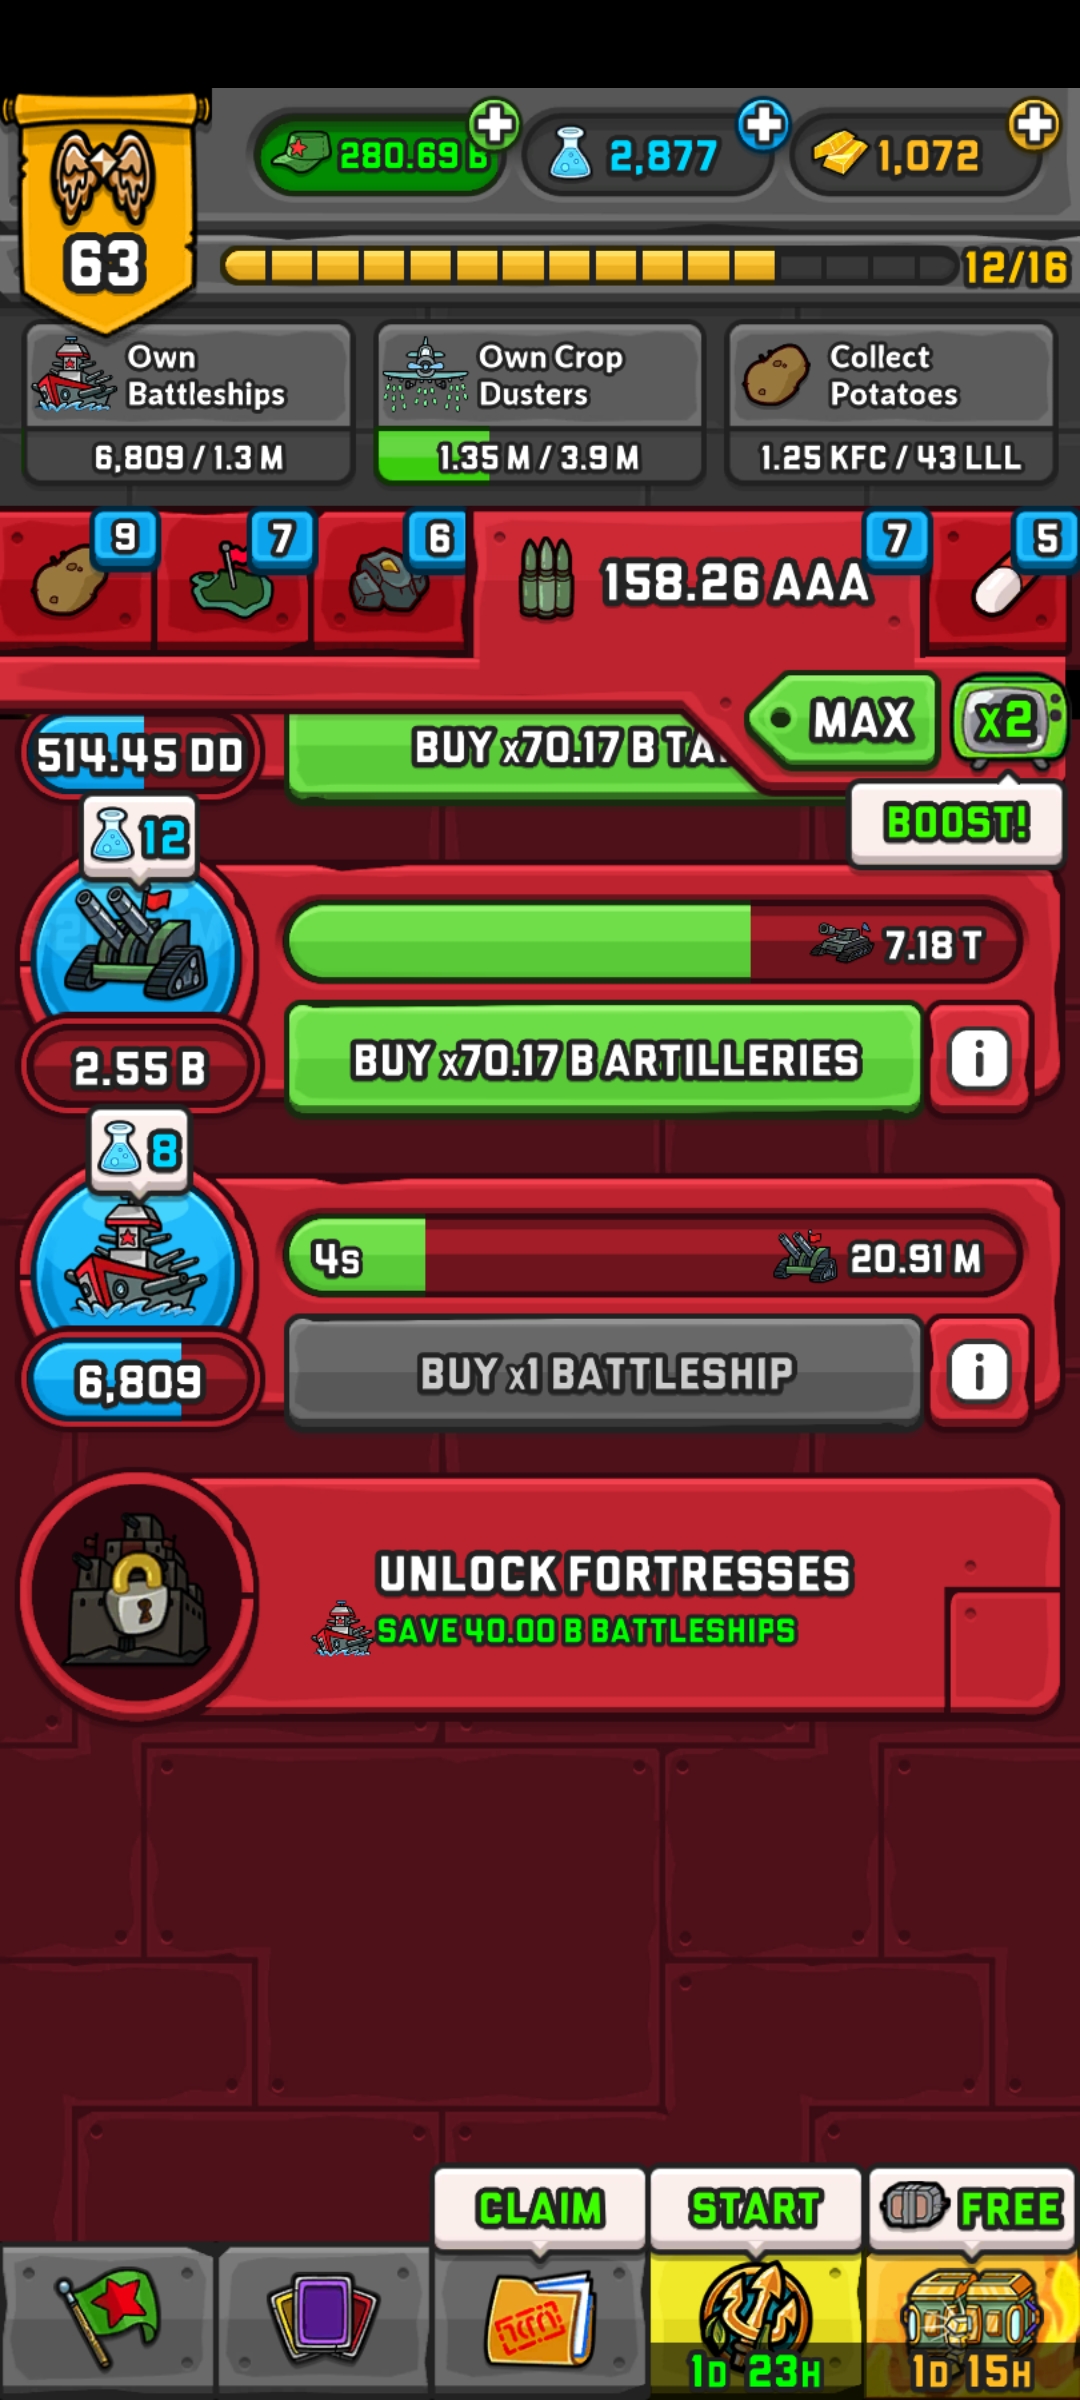 280.69 B
2,877
1,072
63
12/16
Own
Battleships
6,809 / 1.3 M
Own Crop
Dusters
1.35 M / 3.9 M
Collect
Potatoes
1.25 KFC / 43 LLL
9
7
6
158.26 AAA
7
5
MAX
x2
514.45 DD
BUY x70.17 B TA
BOOST!
12
7.18 T
2.55 B
BUY x70.17 B ARTILLERIES
i
8
4s
20.91 M
6,809
BUY x1 BATTLESHIP
i
UNLOCK FORTRESSES
SAVE 40.00 B BATTLESHIPS
CLAIM
START
FREE
1D 23H
1D 15H